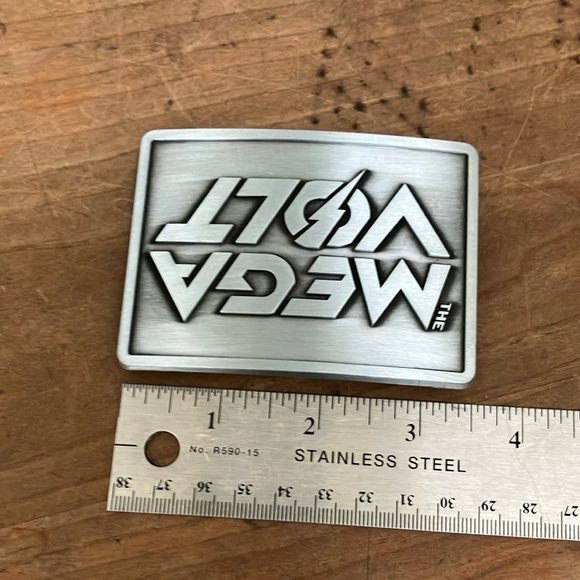 THE
MEGA
VOLT
1 2 3 4
No. R590-15
STAINLESS STEEL
38 37 36 35 34 33 32 31 30 29 28 27